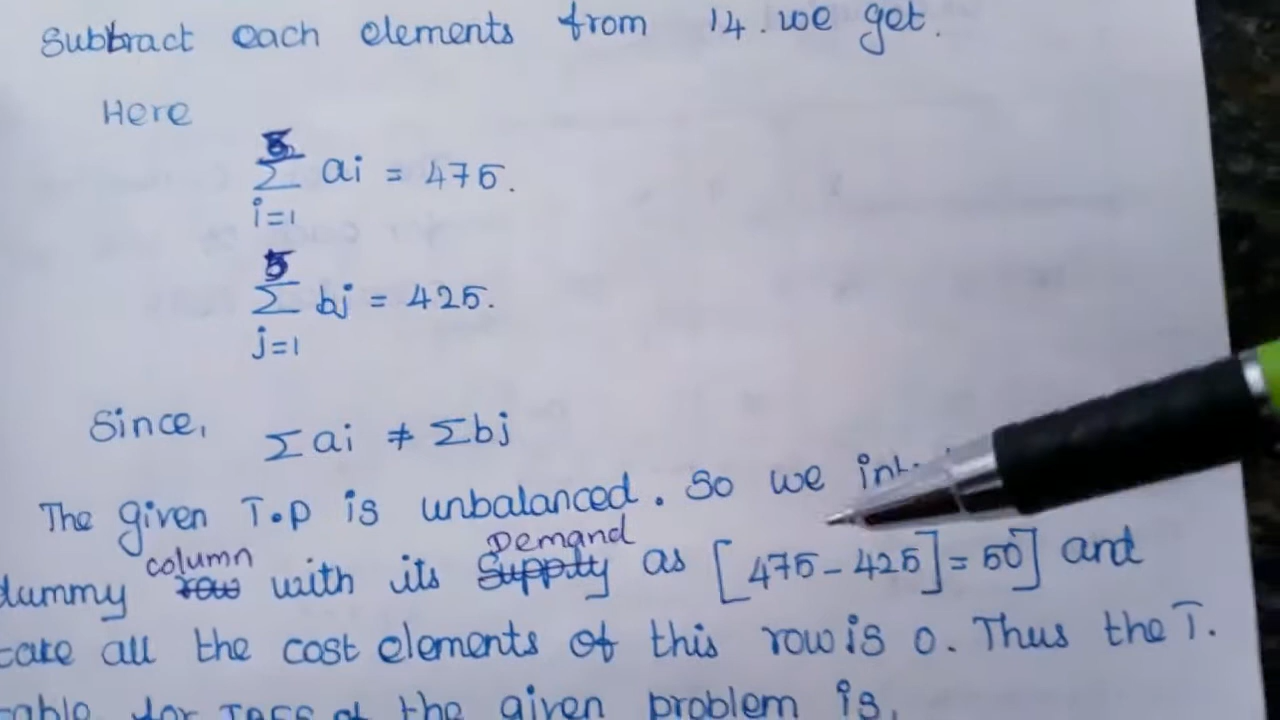 Subtract each elements from 14. we get.
Here
5
Σ ai = 475.
i=1
5
Σ bj = 425.
j=1
Since, Σai ≠ Σbj
The given T.P is unbalanced. So we
column Demand
dummy row with its Supply as [475-425]=50] and
all the cost elements of this row is 0. Thus the T.
the given problem is.